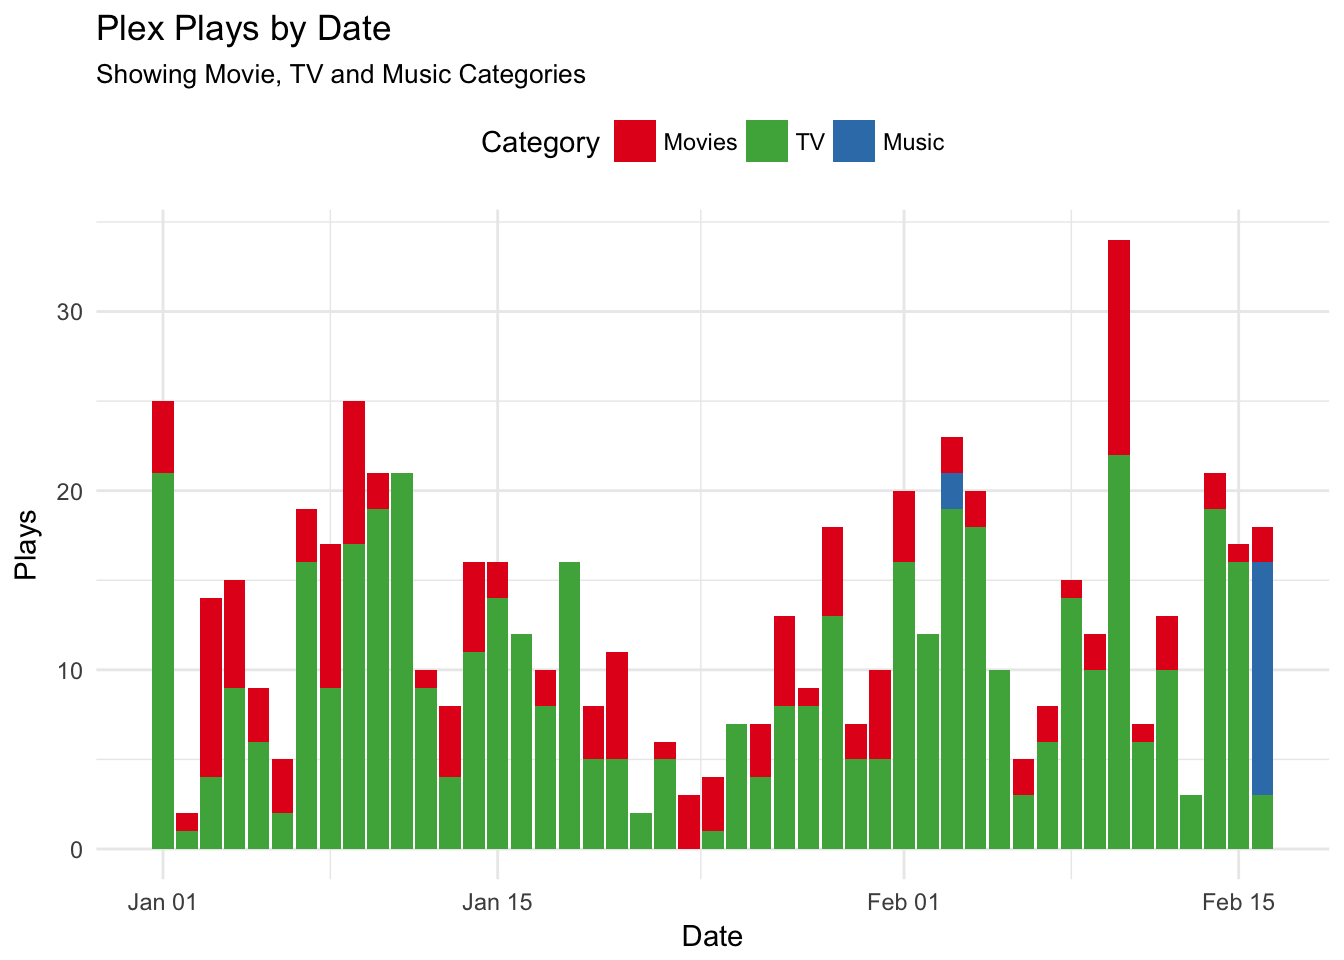 Plex Plays by Date
Showing Movie, TV and Music Categories
Category Movies TV Music
30
20
10
0
Plays
Jan 01 Jan 15 Feb 01 Feb 15
Date